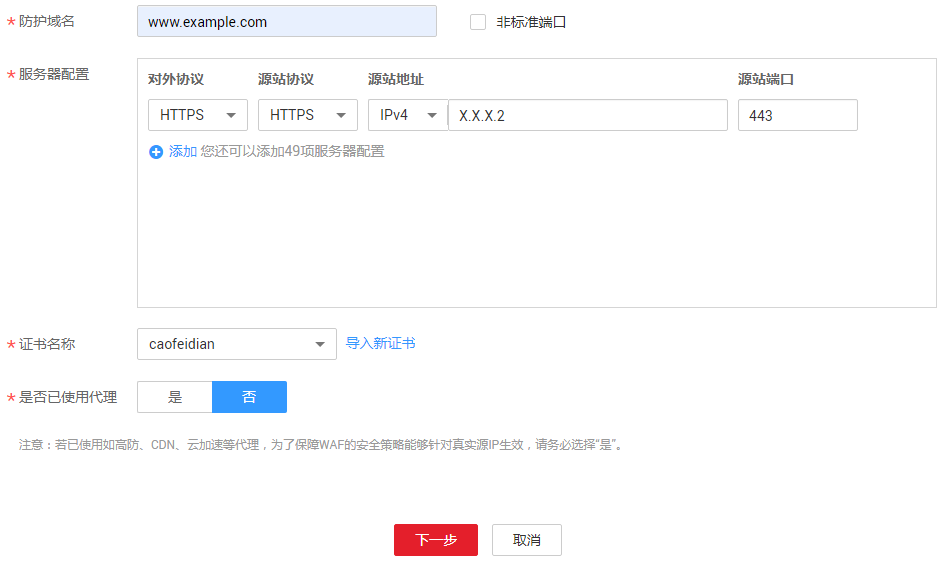 * 防护域名 www.example.com 非标准端口
* 服务器配置 对外协议 源站协议 源站地址 源站端口
HTTPS HTTPS IPv4 X.X.X.2 443
添加 您还可以添加49项服务器配置
* 证书名称 caofeidian 导入新证书
* 是否已使用代理 是 否
注意：若已使用如高防、CDN、云加速等代理，为了保障WAF的安全策略能够针对真实源IP生效，请务必选择“是”。
下一步 取消